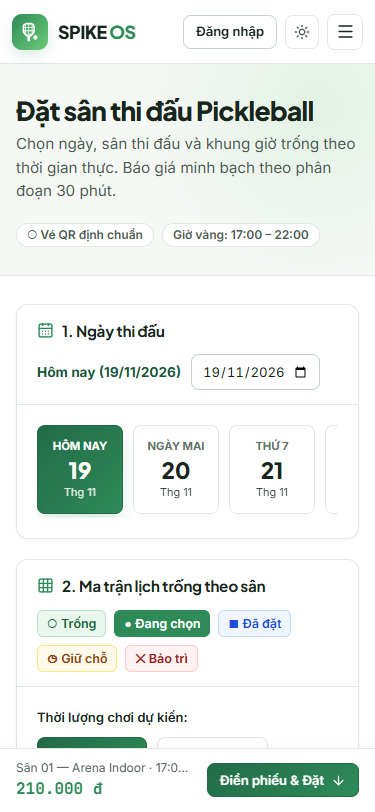 SPIKE OS
Đăng nhập
Đặt sân thi đấu Pickleball
Chọn ngày, sân thi đấu và khung giờ trống theo
thời gian thực. Báo giá minh bạch theo phân
đoạn 30 phút.
Vé QR định chuẩn
Giờ vàng: 17:00 – 22:00
1. Ngày thi đấu
Hôm nay (19/11/2026)
19/11/2026
HÔM NAY
19
Thg 11
NGÀY MAI
20
Thg 11
THỨ 7
21
Thg 11
2. Ma trận lịch trống theo sân
Trống
Đang chọn
Đã đặt
Giữ chỗ
Bảo trì
Thời lượng chơi dự kiến:
Sân 01 — Arena Indoor · 17:0...
210.000 đ
Điền phiếu & Đặt ↓